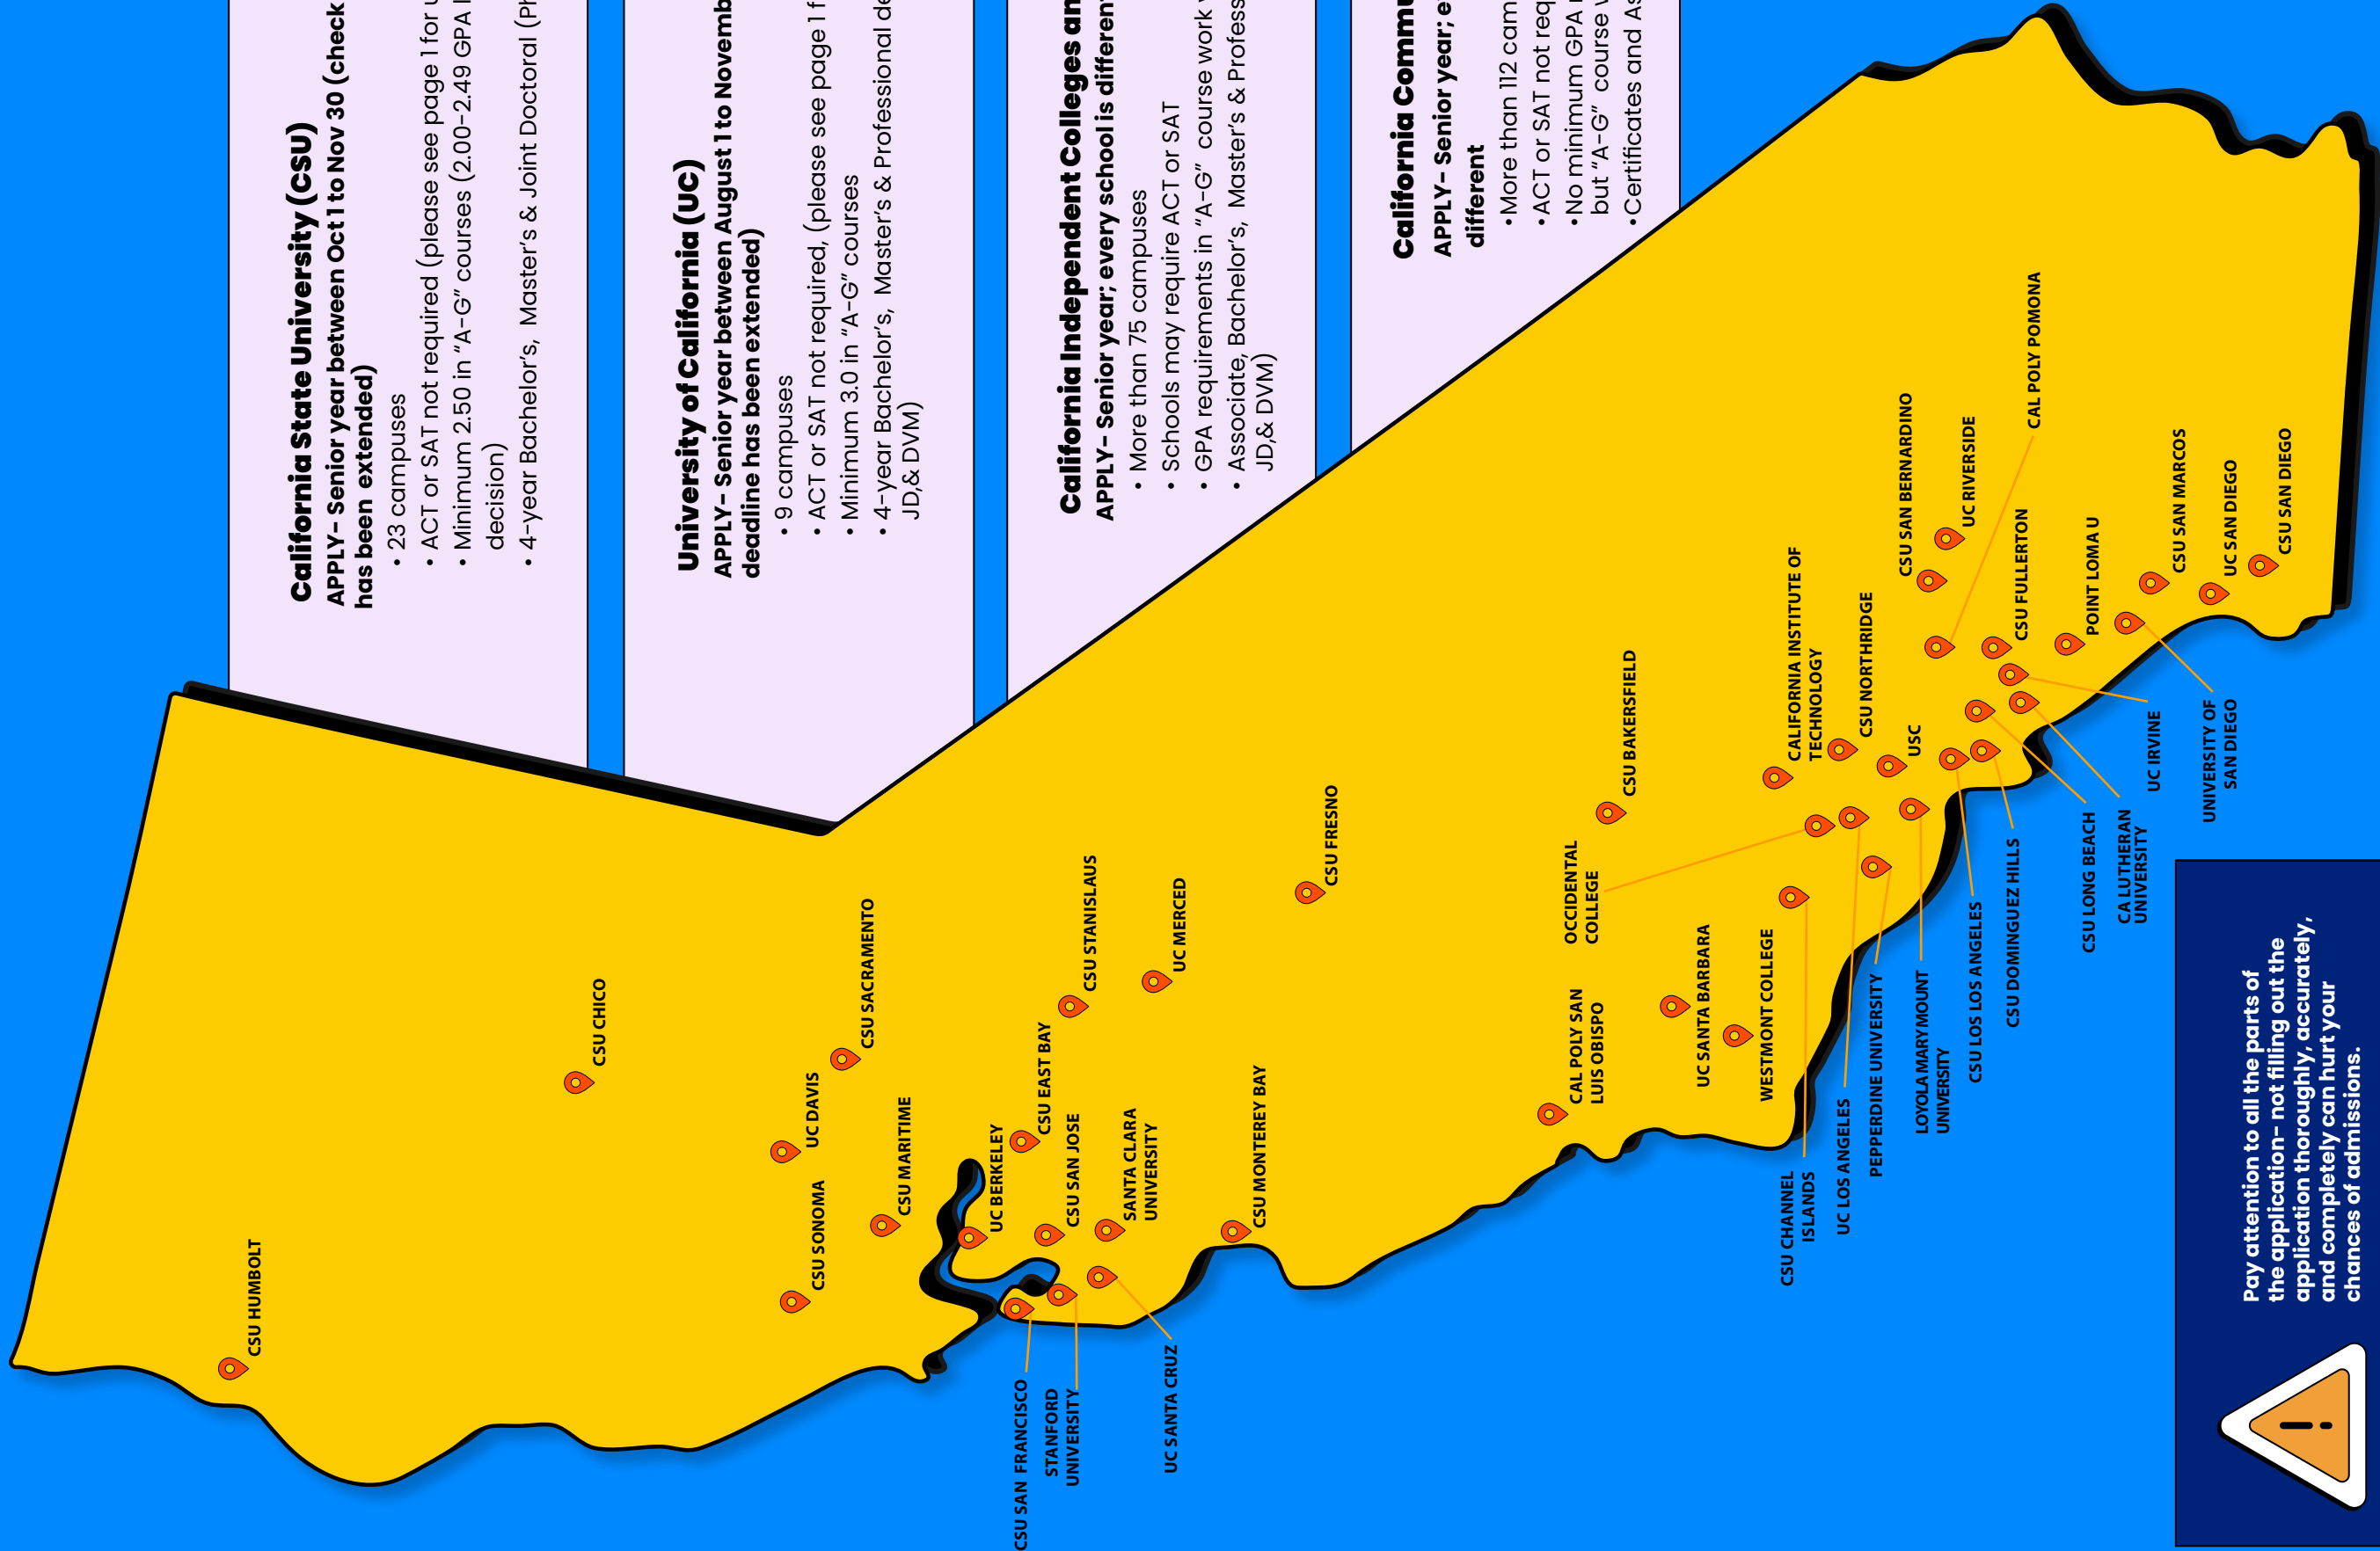 California State University (CSU)
APPLY- Senior year between Oct 1 to Nov 30 (check
has been extended)
• 23 campuses
• ACT or SAT not required (please see page 1 for u
• Minimum 2.50 in “A-G” courses (2.00-2.49 GPA
decision)
• 4-year Bachelor’s, Master’s & Joint Doctoral (Ph
University of California (UC)
APPLY- Senior year between August 1 to Novemb
deadline has been extended)
• 9 campuses
• ACT or SAT not required, (please see page 1 f
• Minimum 3.0 in “A-G” courses
• 4-year Bachelor’s, Master’s & Professional de
JD,& DVM)
California Independent Colleges an
APPLY- Senior year; every school is different
• More than 75 campuses
• Schools may require ACT or SAT
• GPA requirements in “A-G” course work
• Associate, Bachelor’s, Master’s & Profess
JD,& DVM)
California Commu
APPLY- Senior year; e
different
•More than 112 cam
•ACT or SAT not req
•No minimum GPA
but “A-G” course
•Certificates and As
CSU HUMBOLT
CSU CHICO
UC DAVIS
CSU SONOMA
CSU SACRAMENTO
CSU MARITIME
UC BERKELEY
CSU EAST BAY
CSU SAN JOSE
CSU STANISLAUS
SANTA CLARA
UNIVERSITY
UC MERCED
CSU MONTEREY BAY
CSU FRESNO
CSU SAN FRANCISCO
STANFORD
UNIVERSITY
UC SANTA CRUZ
OCCIDENTAL
COLLEGE
CAL POLY SAN
LUIS OBISPO
CSU BAKERSFIELD
UC SANTA BARBARA
WESTMONT COLLEGE
CALIFOIRNIA INSTITUTE OF
TECHNOLOGY
CSU NORTHRIDGE
USC
CSU CHANNEL
ISLANDS
UC LOS ANGELES
PEPPERDINE UNIVERSITY
LOYOLA MARYMOUNT
UNIVERSITY
CSU LOS LOS ANGELES
CSU DOMINGUEZ HILLS
CSU SAN BERNARDINO
UC RIVERSIDE
CAL POLY POMONA
CSU FULLERTON
POINT LOMA U
CSU LONG BEACH
CA LUTHERAN
UNIVERSITY
UC IRVINE
UNIVERSITY OF
SAN DIEGO
CSU SAN MARCOS
UC SAN DIEGO
CSU SAN DIEGO
Pay attention to all the parts of
the application- not filling out the
application thoroughly, accurately,
and completely can hurt your
chances of admissions.